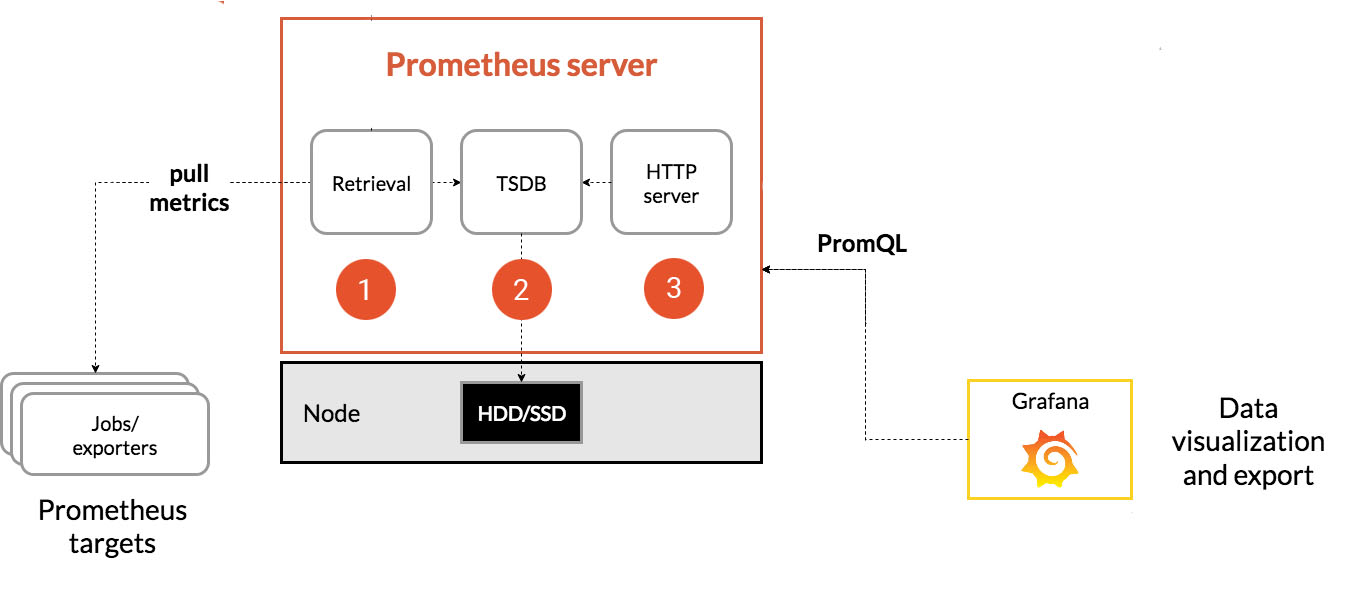 Prometheus server
pull
metrics
Retrieval
TSDB
HTTP
server
1
2
3
PromQL
Node
HDD/SSD
Jobs/
exporters
Prometheus
targets
Grafana
Data
visualization
and export